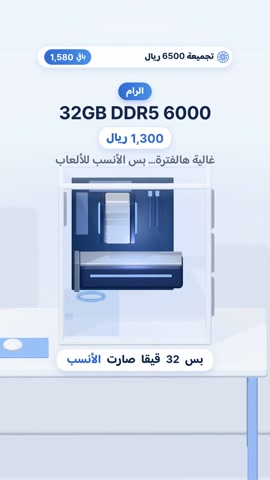 تجميعة 6500 ريال
باقي 1,580
الرام
32GB DDR5 6000
1,300 ريال
غالية هالفترة... بس الأنسب للألعاب
بس 32 قيقا صارت الأنسب